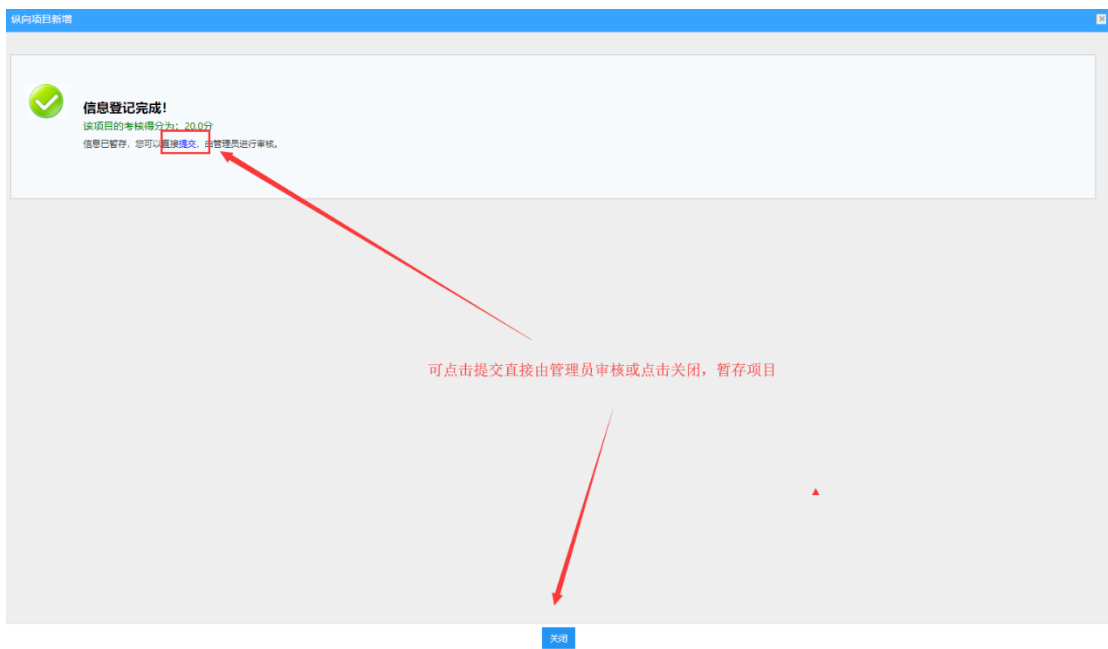 纵向项目新增
信息登记完成！
该项目的考核得分为：20.0分
信息已暂存，您可以直接提交，由管理员进行审核。
可点击提交直接由管理员审核或点击关闭，暂存项目
关闭